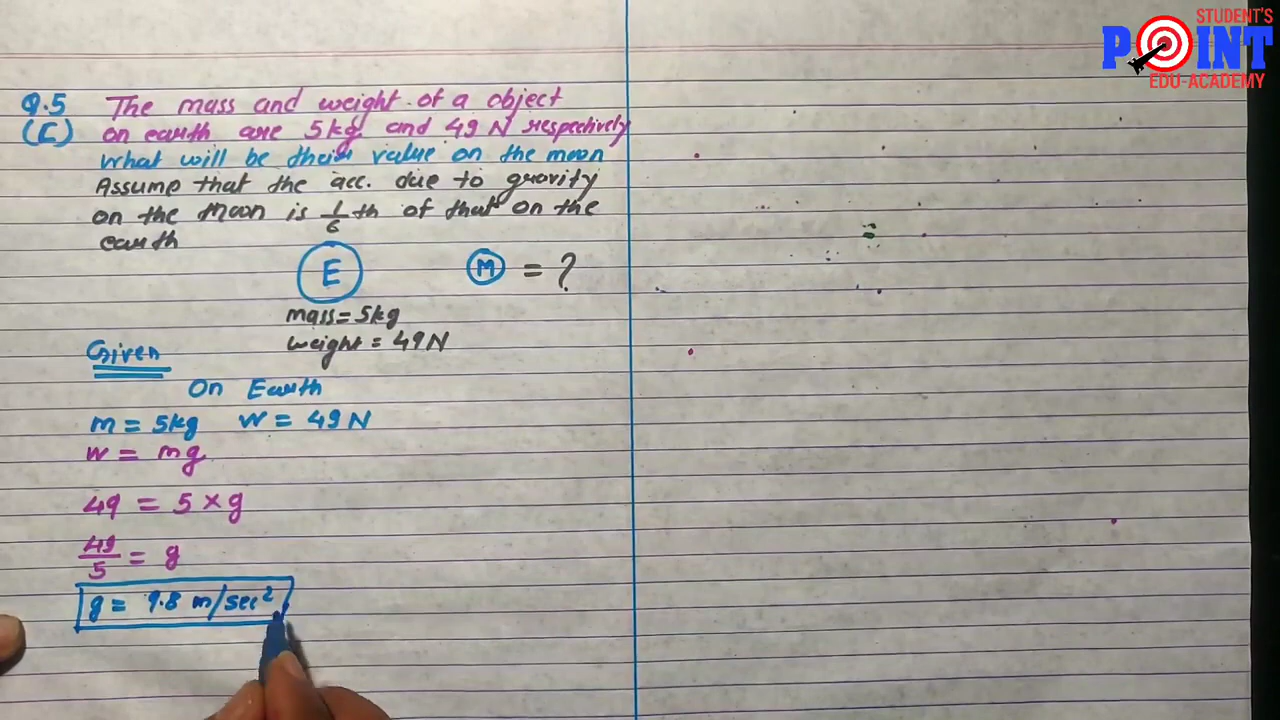 STUDENT'S
POINT
EDU-ACADEMY
Q.5 The mass and weight of a object
(C) on earth are 5kg and 49 N respectively
What will be their value on the moon
Assume that the acc. due to gravity
on the Moon is 1/6 th of that on the
earth
E M = ?
mass = 5kg
weight = 49 N
Given
On Earth
m = 5kg W = 49 N
W = mg
49 = 5 × g
49/5 = g
g = 9.8 m/sec²